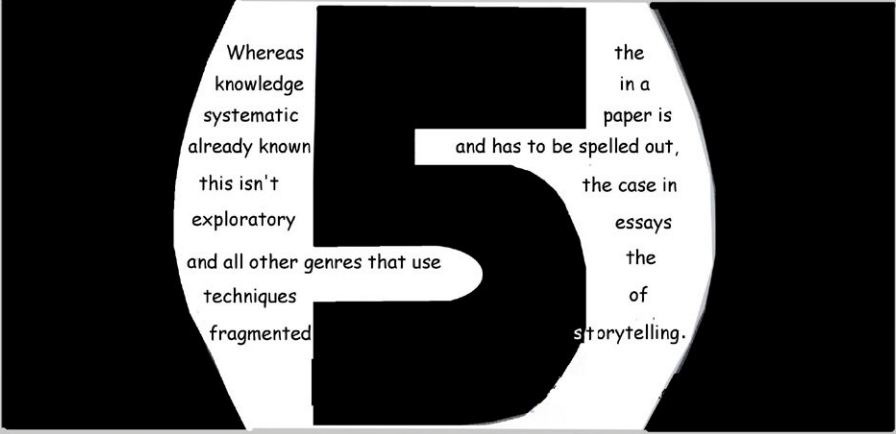 5
Whereas the
knowledge in a
systematic paper is
already known and has to be spelled out,
this isn't the case in
exploratory essays
and all other genres that use the
techniques of
fragmented storytelling.